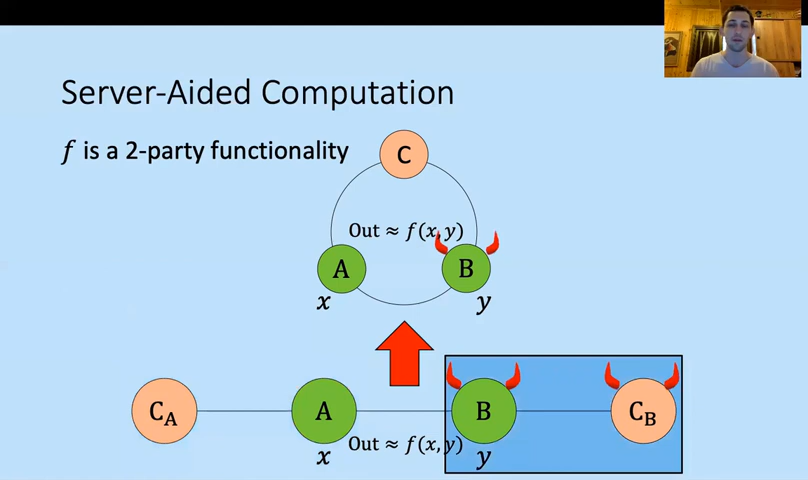 Server-Aided Computation
f is a 2-party functionality
C
Out ≈ f(x, y)
A
B
x
y
C_A
A
B
C_B
Out ≈ f(x, y)
x
y